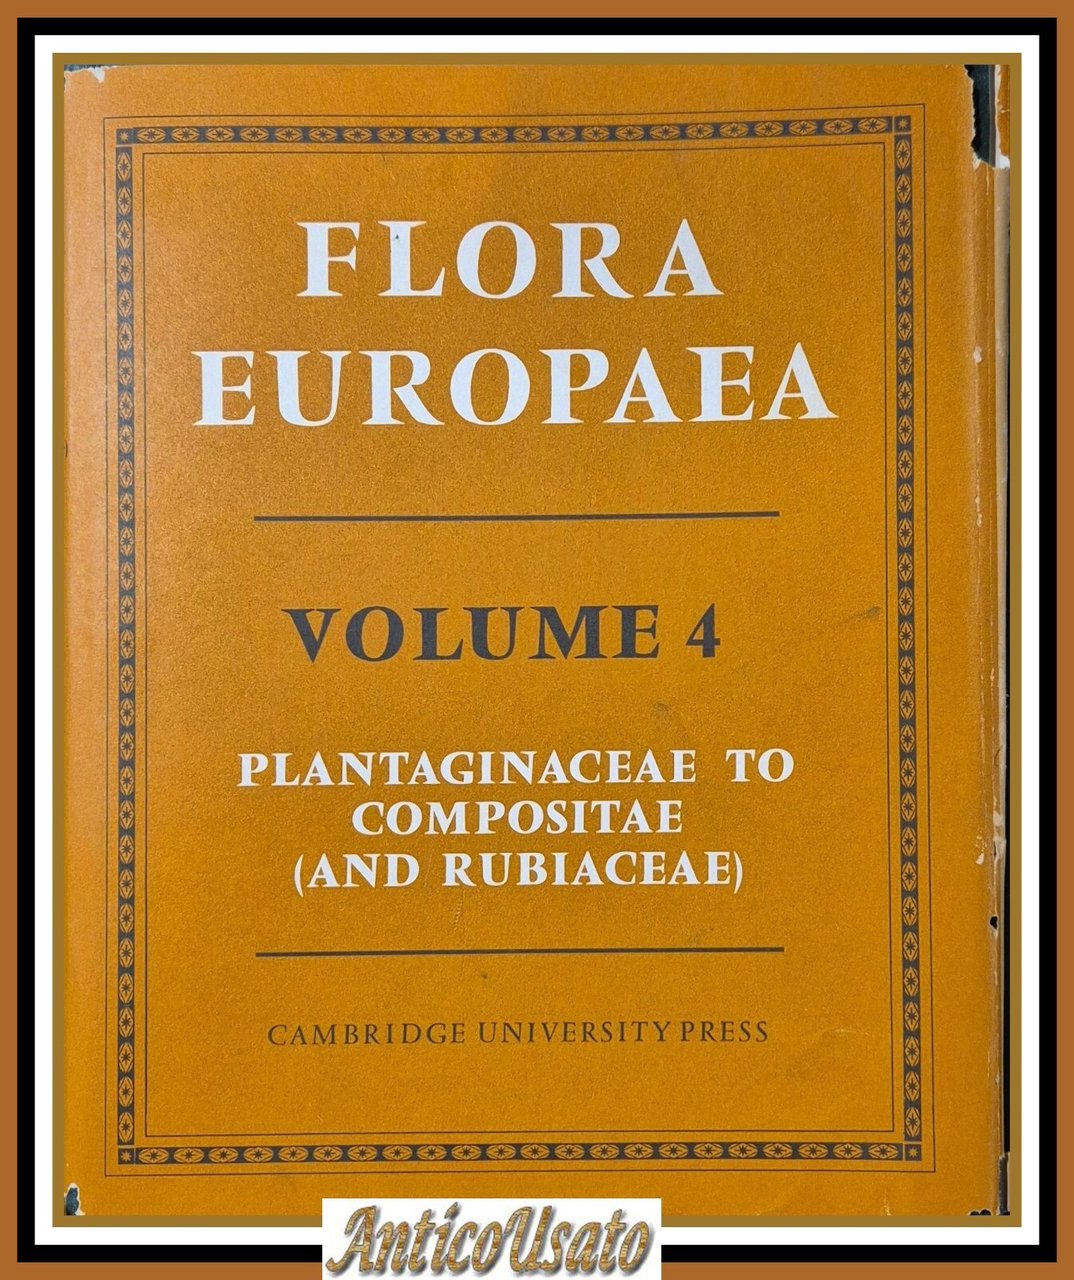 FLORA
EUROPAEA
VOLUME 4
PLANTAGINACEAE TO
COMPOSITAE
(AND RUBIACEAE)
CAMBRIDGE UNIVERSITY PRESS
AnticoUsato